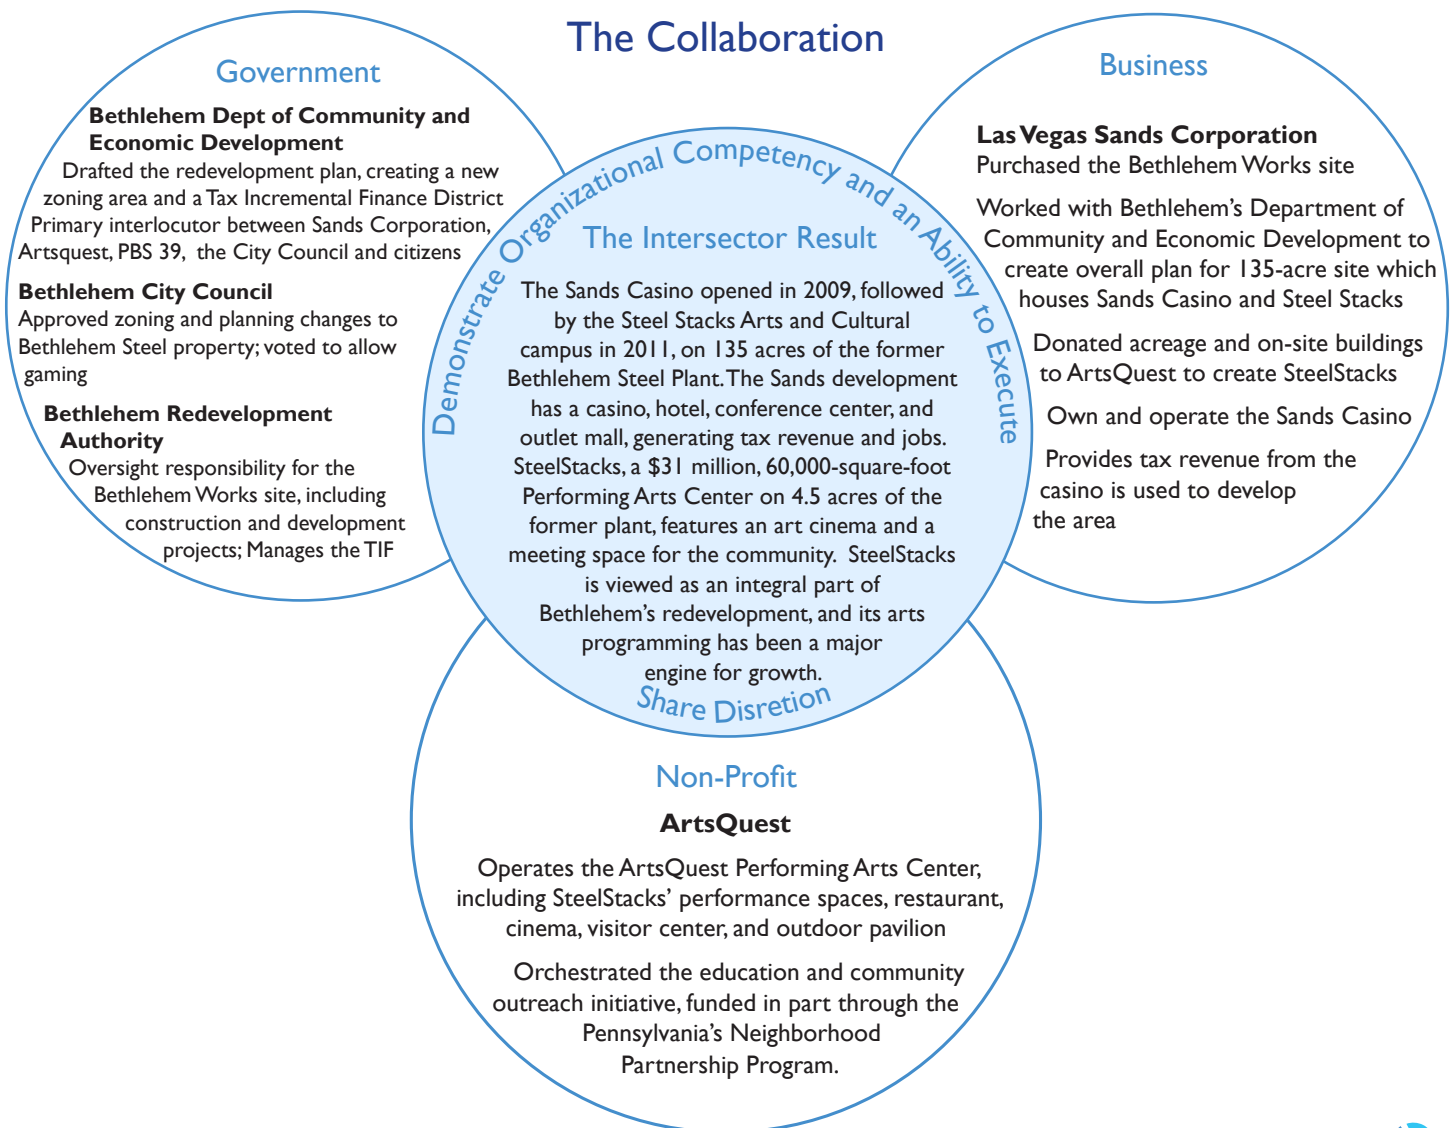 The Collaboration
Government
Bethlehem Dept of Community and
Economic Development
Drafted the redevelopment plan, creating a new
zoning area and a Tax Incremental Finance District
Primary interlocutor between Sands Corporation,
Artsquest, PBS 39, the City Council and citizens
Bethlehem City Council
Approved zoning and planning changes to
Bethlehem Steel property; voted to allow
gaming
Bethlehem Redevelopment
Authority
Oversight responsibility for the
Bethlehem Works site, including
construction and development
projects; Manages the TIF
Demonstrate Organizational Competency and an Ability to Execute
The Intersector Result
The Sands Casino opened in 2009, followed
by the Steel Stacks Arts and Cultural
campus in 2011, on 135 acres of the former
Bethlehem Steel Plant. The Sands development
has a casino, hotel, conference center, and
outlet mall, generating tax revenue and jobs.
SteelStacks, a $31 million, 60,000-square-foot
Performing Arts Center on 4.5 acres of the
former plant, features an art cinema and a
meeting space for the community. SteelStacks
is viewed as an integral part of
Bethlehem's redevelopment, and its arts
programming has been a major
engine for growth.
Share Disretion
Business
Las Vegas Sands Corporation
Purchased the Bethlehem Works site
Worked with Bethlehem's Department of
Community and Economic Development to
create overall plan for 135-acre site which
houses Sands Casino and Steel Stacks
Donated acreage and on-site buildings
to ArtsQuest to create SteelStacks
Own and operate the Sands Casino
Provides tax revenue from the
casino is used to develop
the area
Non-Profit
ArtsQuest
Operates the ArtsQuest Performing Arts Center,
including SteelStacks' performance spaces, restaurant,
cinema, visitor center, and outdoor pavilion
Orchestrated the education and community
outreach initiative, funded in part through the
Pennsylvania's Neighborhood
Partnership Program.